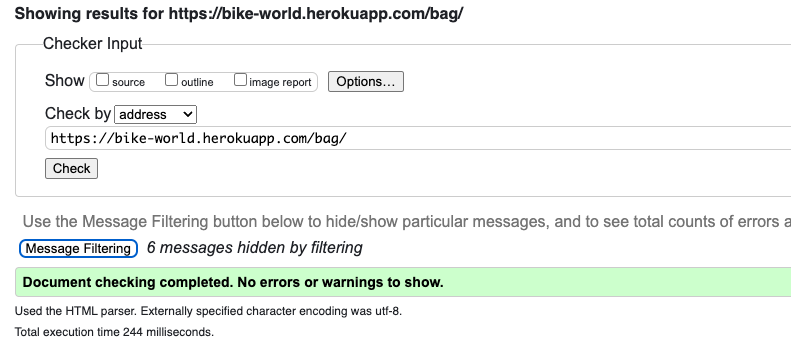 Showing results for https://bike-world.herokuapp.com/bag/
Checker Input
Show source outline image report Options...
Check by address
https://bike-world.herokuapp.com/bag/
Check
Use the Message Filtering button below to hide/show particular messages, and to see total counts of errors a
Message Filtering 6 messages hidden by filtering
Document checking completed. No errors or warnings to show.
Used the HTML parser. Externally specified character encoding was utf-8.
Total execution time 244 milliseconds.